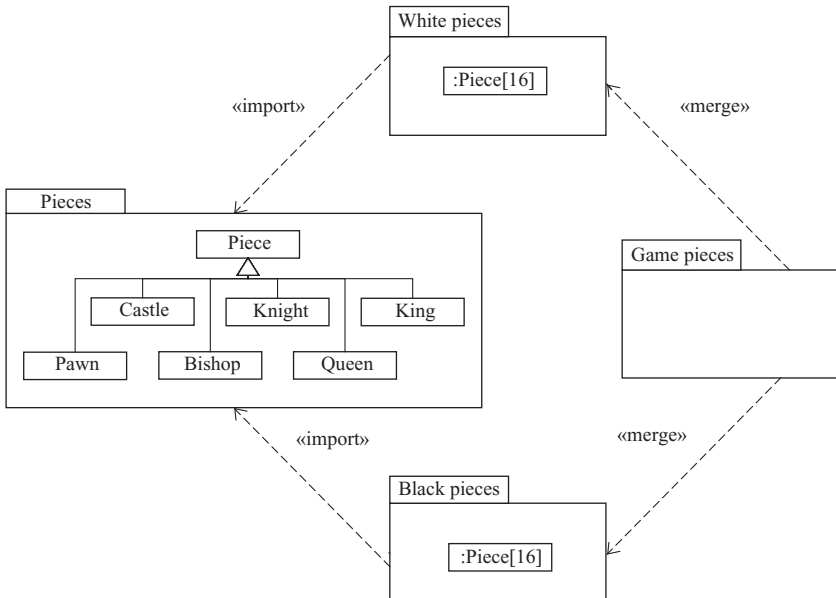 White pieces
:Piece[16]
«import»
«merge»
Pieces
Piece
Game pieces
Castle
Knight
King
Pawn
Bishop
Queen
«import»
«merge»
Black pieces
:Piece[16]